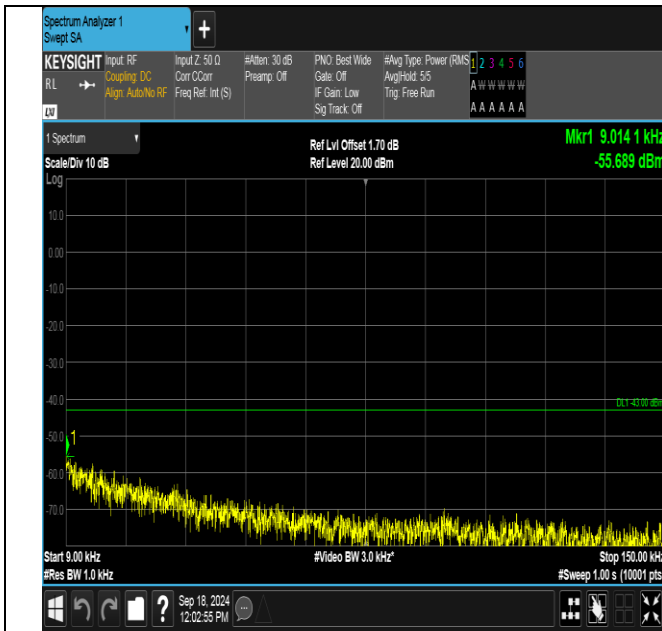 Spectrum Analyzer 1
Swept SA
+
KEYSIGHT
RL
LXI
Input: RF
Coupling: DC
Align: Auto/No RF
Input Z: 50 Ω
Corr CCorr
Freq Ref: Int (S)
#Atten: 30 dB
Preamp: Off
PNO: Best Wide
Gate: Off
IF Gain: Low
Sig Track: Off
#Avg Type: Power (RMS
Avg|Hold: 5/5
Trig: Free Run
1 2 3 4 5 6
A W W W W W
A A A A A A
1 Spectrum
Scale/Div 10 dB
Log
Ref Lvl Offset 1.70 dB
Ref Level 20.00 dBm
Mkr1 9.014 1 kHz
-55.689 dBm
10.0
0.00
-10.0
-20.0
-30.0
-40.0
DL1 -43.00 dBm
-50.0
1
-60.0
-70.0
Start 9.00 kHz
#Video BW 3.0 kHz*
Stop 150.00 kHz
#Res BW 1.0 kHz
#Sweep 1.00 s (10001 pts
?
Sep 18, 2024
12:02:55 PM